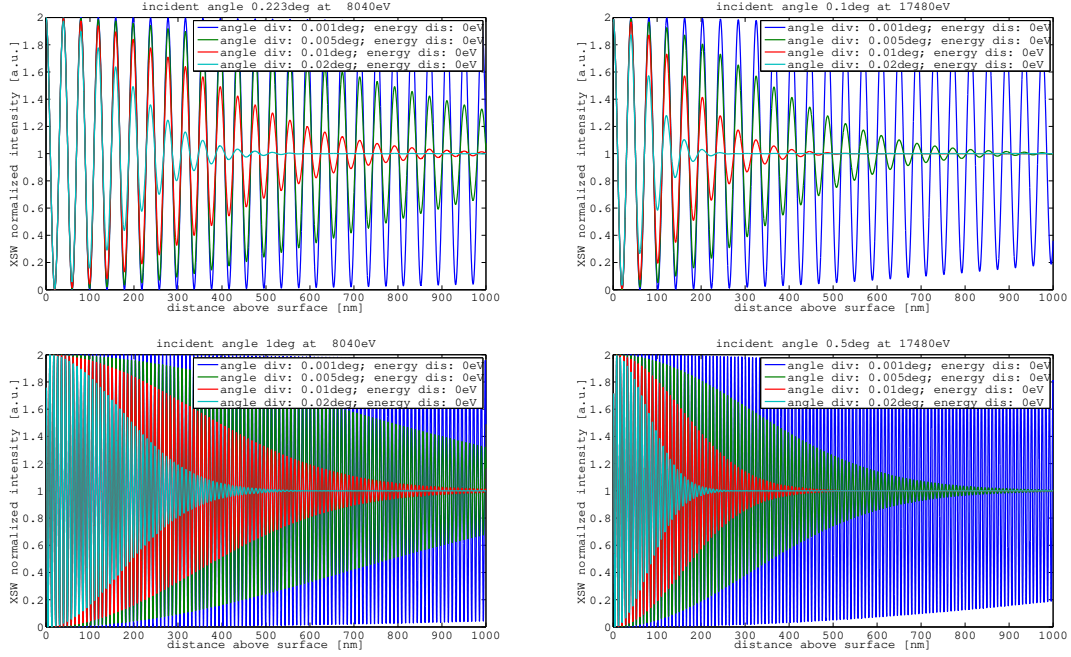 incident angle 0.223deg at  8040eV
angle div: 0.001deg; energy dis: 0eV
angle div: 0.005deg; energy dis: 0eV
angle div: 0.01deg; energy dis: 0eV
angle div: 0.02deg; energy dis: 0eV
XSW normalized intensity [a.u.]
2
1.8
1.6
1.4
1.2
1
0.8
0.6
0.4
0.2
0
0 100 200 300 400 500 600 700 800 900 1000
distance above surface [nm]
incident angle 0.1deg at 17480eV
angle div: 0.001deg; energy dis: 0eV
angle div: 0.005deg; energy dis: 0eV
angle div: 0.01deg; energy dis: 0eV
angle div: 0.02deg; energy dis: 0eV
XSW normalized intensity [a.u.]
2
1.8
1.6
1.4
1.2
1
0.8
0.6
0.4
0.2
0
0 100 200 300 400 500 600 700 800 900 1000
distance above surface [nm]
incident angle 1deg at  8040eV
angle div: 0.001deg; energy dis: 0eV
angle div: 0.005deg; energy dis: 0eV
angle div: 0.01deg; energy dis: 0eV
angle div: 0.02deg; energy dis: 0eV
XSW normailzed intensity [a.u.]
2
1.8
1.6
1.4
1.2
1
0.8
0.6
0.4
0.2
0
0 100 200 300 400 500 600 700 800 900 1000
distance above surface [nm]
incident angle 0.5deg at 17480eV
angle div: 0.001deg; energy dis: 0eV
angle div: 0.005deg; energy dis: 0eV
angle div: 0.01deg; energy dis: 0eV
angle div: 0.02deg; energy dis: 0eV
XSW normailzed intensity [a.u.]
2
1.8
1.6
1.4
1.2
1
0.8
0.6
0.4
0.2
0
0 100 200 300 400 500 600 700 800 900 1000
distance above surface [nm]